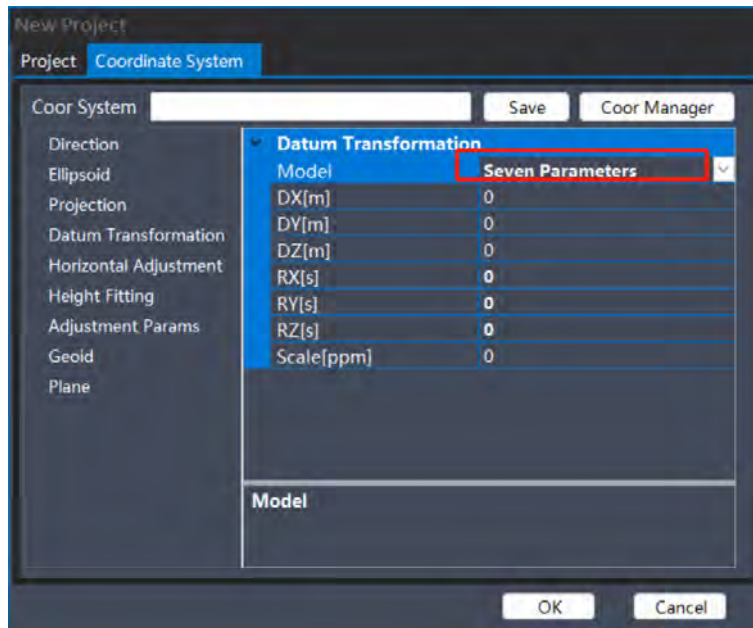 New Project
Project Coordinate System
Coor System Save Coor Manager
Direction
Ellipsoid
Projection
Datum Transformation
Horizontal Adjustment
Height Fitting
Adjustment Params
Geoid
Plane
Datum Transformation
Model Seven Parameters
DX[m] 0
DY[m] 0
DZ[m] 0
RX[s] 0
RY[s] 0
RZ[s] 0
Scale[ppm] 0
Model
OK Cancel